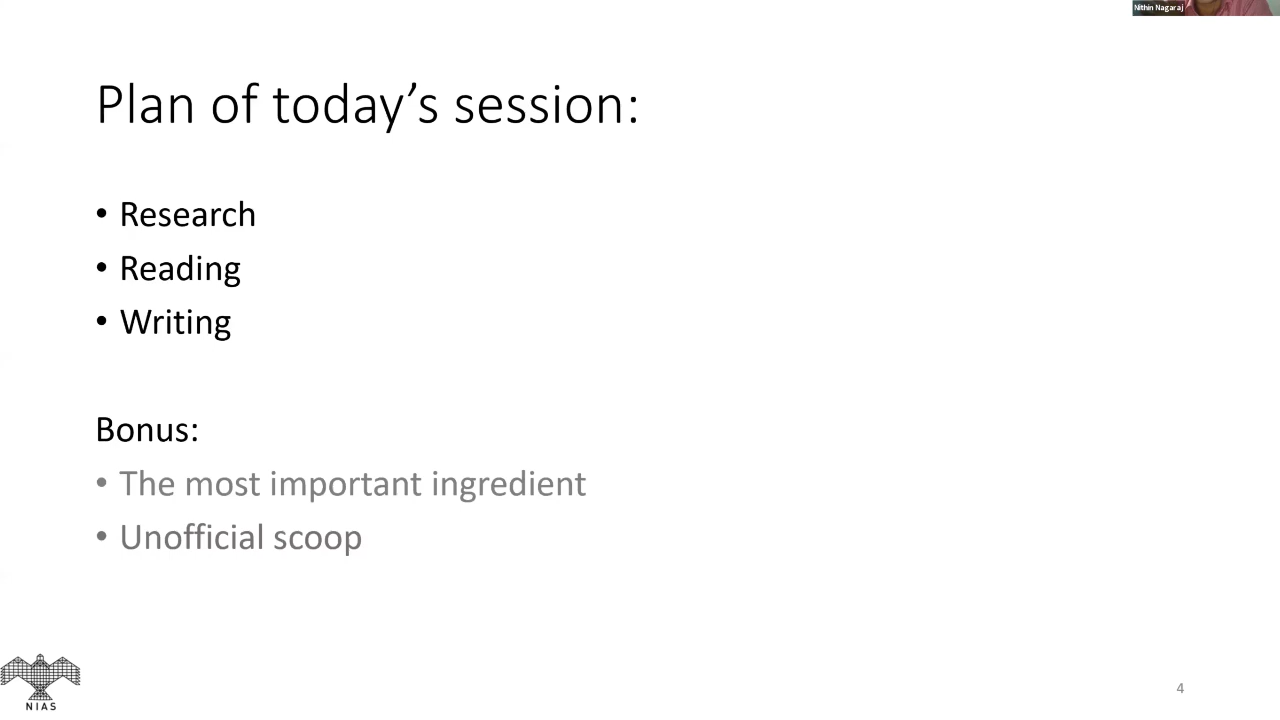 Nithin Nagaraj
Plan of today’s session:
• Research
• Reading
• Writing
Bonus:
• The most important ingredient
• Unofficial scoop
NIAS
4